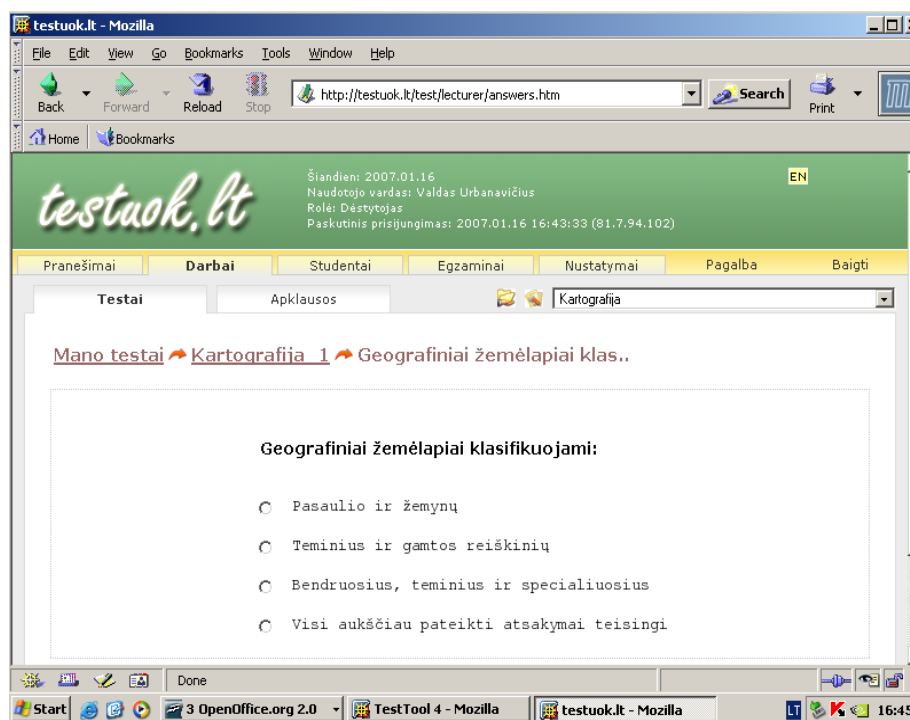 testuok.lt - Mozilla
File Edit View Go Bookmarks Tools Window Help
Back Forward Reload Stop http://testuok.lt/test/lecturer/answers.htm Search Print
Home Bookmarks
testuok.lt
Šiandien: 2007.01.16
Naudotojo vardas: Valdas Urbanavičius
Rolė: Dėstytojas
Paskutinis prisijungimas: 2007.01.16 16:43:33 (81.7.94.102)
EN
Pranešimai Darbai Studentai Egzaminai Nustatymai Pagalba Baigti
Testai Apklausos Kartografija
Mano testai Kartografija_1 Geografiniai žemėlapiai klas..
Geografiniai žemėlapiai klasifikuojami:
Pasaulio ir žemynų
Teminius ir gamtos reiškinių
Bendruosius, teminius ir specialiuosius
Visi aukščiau pateikti atsakymai teisingi
Done
Start 3 OpenOffice.org 2.0 TestTool 4 - Mozilla testuok.lt - Mozilla LT 16:45